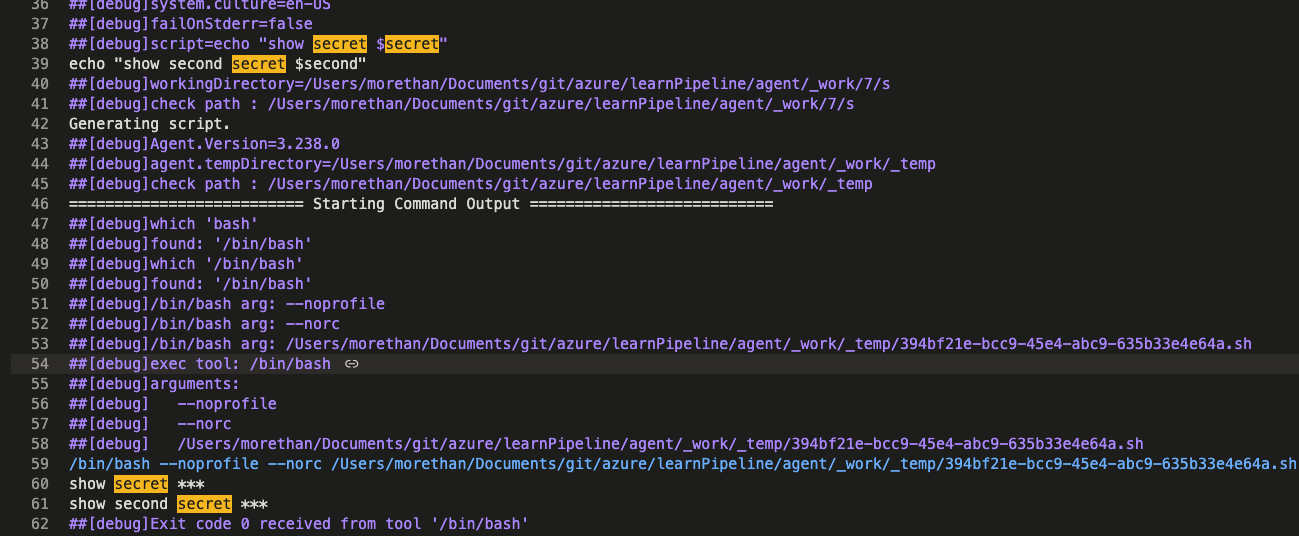 36 ##[debug]system.culture=en-US
37 ##[debug]failOnStderr=false
38 ##[debug]script=echo "show secret $secret"
39 echo "show second secret $second"
40 ##[debug]workingDirectory=/Users/morethan/Documents/git/azure/learnPipeline/agent/_work/7/s
41 ##[debug]check path : /Users/morethan/Documents/git/azure/learnPipeline/agent/_work/7/s
42 Generating script.
43 ##[debug]Agent.Version=3.238.0
44 ##[debug]agent.tempDirectory=/Users/morethan/Documents/git/azure/learnPipeline/agent/_work/_temp
45 ##[debug]check path : /Users/morethan/Documents/git/azure/learnPipeline/agent/_work/_temp
46 ========================== Starting Command Output ===========================
47 ##[debug]which 'bash'
48 ##[debug]found: '/bin/bash'
49 ##[debug]which '/bin/bash'
50 ##[debug]found: '/bin/bash'
51 ##[debug]/bin/bash arg: --noprofile
52 ##[debug]/bin/bash arg: --norc
53 ##[debug]/bin/bash arg: /Users/morethan/Documents/git/azure/learnPipeline/agent/_work/_temp/394bf21e-bcc9-45e4-abc9-635b33e4e64a.sh
54 ##[debug]exec tool: /bin/bash
55 ##[debug]arguments:
56 ##[debug]   --noprofile
57 ##[debug]   --norc
58 ##[debug]   /Users/morethan/Documents/git/azure/learnPipeline/agent/_work/_temp/394bf21e-bcc9-45e4-abc9-635b33e4e64a.sh
59 /bin/bash --noprofile --norc /Users/morethan/Documents/git/azure/learnPipeline/agent/_work/_temp/394bf21e-bcc9-45e4-abc9-635b33e4e64a.sh
60 show secret ***
61 show second secret ***
62 ##[debug]Exit code 0 received from tool '/bin/bash'